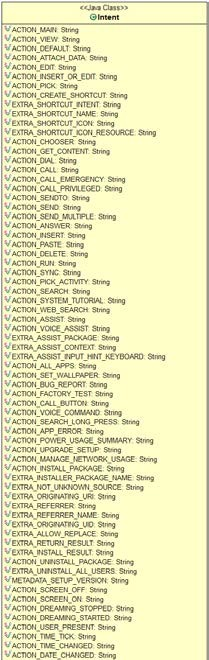 <<Java Class>>
Intent
ACTION_MAIN: String
ACTION_VIEW: String
ACTION_DEFAULT: String
ACTION_ATTACH_DATA: String
ACTION_EDIT: String
ACTION_INSERT_OR_EDIT: String
ACTION_PICK: String
ACTION_CREATE_SHORTCUT: String
EXTRA_SHORTCUT_INTENT: String
EXTRA_SHORTCUT_NAME: String
EXTRA_SHORTCUT_ICON: String
EXTRA_SHORTCUT_ICON_RESOURCE: String
ACTION_CHOOSER: String
ACTION_GET_CONTENT: String
ACTION_DIAL: String
ACTION_CALL: String
ACTION_CALL_EMERGENCY: String
ACTION_CALL_PRIVILEGED: String
ACTION_SENDTO: String
ACTION_SEND: String
ACTION_SEND_MULTIPLE: String
ACTION_ANSWER: String
ACTION_INSERT: String
ACTION_PASTE: String
ACTION_DELETE: String
ACTION_RUN: String
ACTION_SYNC: String
ACTION_PICK_ACTIVITY: String
ACTION_SEARCH: String
ACTION_SYSTEM_TUTORIAL: String
ACTION_WEB_SEARCH: String
ACTION_ASSIST: String
ACTION_VOICE_ASSIST: String
EXTRA_ASSIST_PACKAGE: String
EXTRA_ASSIST_CONTEXT: String
EXTRA_ASSIST_INPUT_HINT_KEYBOARD: String
ACTION_ALL_APPS: String
ACTION_SET_WALLPAPER: String
ACTION_BUG_REPORT: String
ACTION_FACTORY_TEST: String
ACTION_CALL_BUTTON: String
ACTION_VOICE_COMMAND: String
ACTION_SEARCH_LONG_PRESS: String
ACTION_APP_ERROR: String
ACTION_POWER_USAGE_SUMMARY: String
ACTION_UPGRADE_SETUP: String
ACTION_MANAGE_NETWORK_USAGE: String
ACTION_INSTALL_PACKAGE: String
EXTRA_INSTALLER_PACKAGE_NAME: String
EXTRA_NOT_UNKNOWN_SOURCE: String
EXTRA_ORIGINATING_URI: String
EXTRA_REFERRER: String
EXTRA_REFERRER_NAME: String
EXTRA_ORIGINATING_UID: String
EXTRA_ALLOW_REPLACE: String
EXTRA_RETURN_RESULT: String
EXTRA_INSTALL_RESULT: String
ACTION_UNINSTALL_PACKAGE: String
EXTRA_UNINSTALL_ALL_USERS: String
METADATA_SETUP_VERSION: String
ACTION_SCREEN_OFF: String
ACTION_SCREEN_ON: String
ACTION_DREAMING_STOPPED: String
ACTION_DREAMING_STARTED: String
ACTION_USER_PRESENT: String
ACTION_TIME_TICK: String
ACTION_TIME_CHANGED: String
ACTION_DATE_CHANGED: String